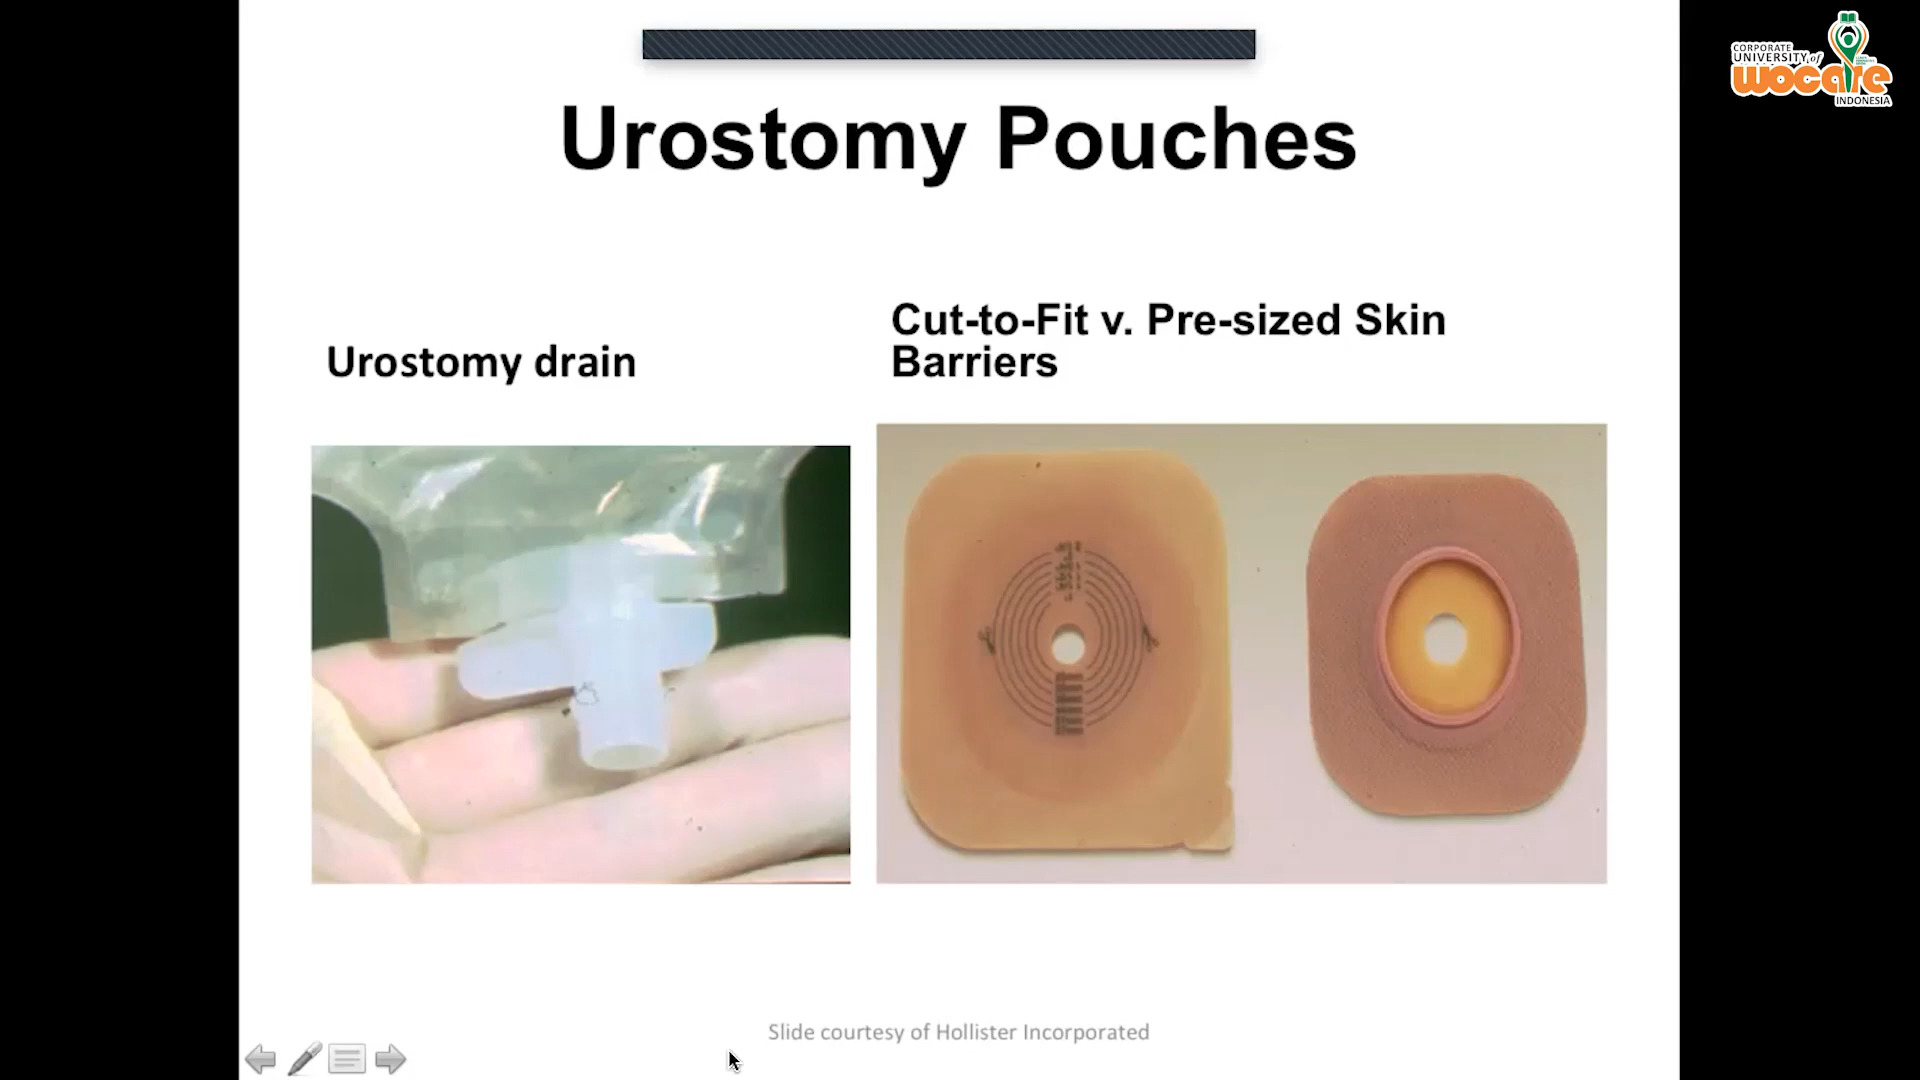 CORPORATE
UNIVERSITY of
wocare
INDONESIA
Urostomy Pouches
Urostomy drain
Cut-to-Fit v. Pre-sized Skin
Barriers
Slide courtesy of Hollister Incorporated